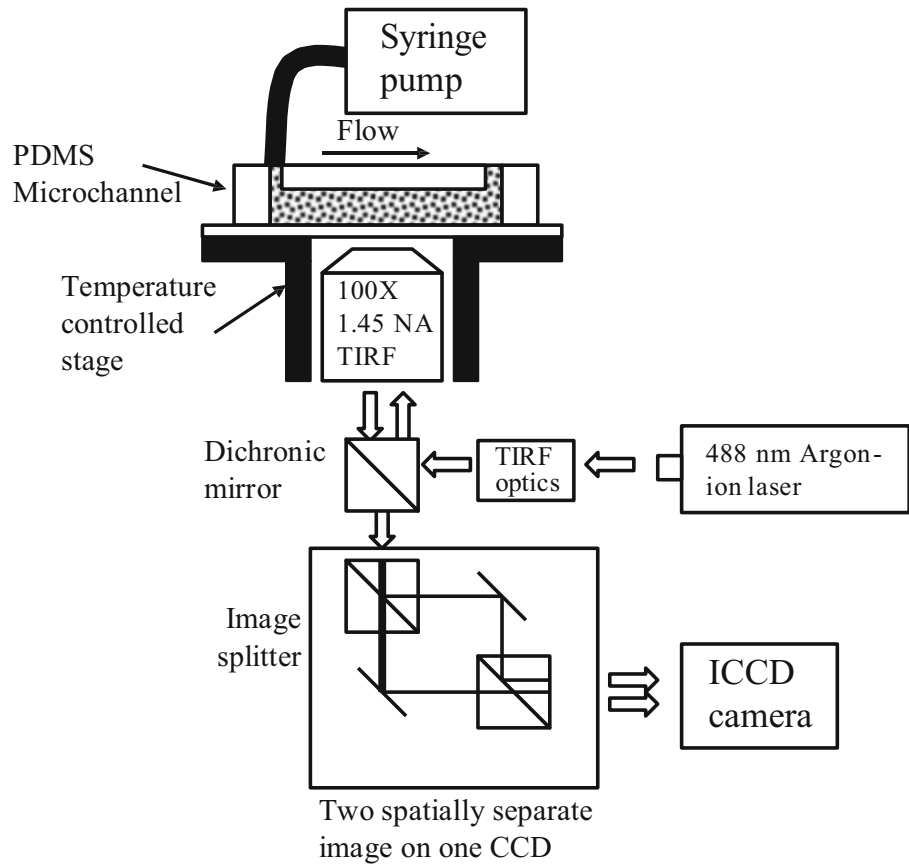 Syringe
pump
Flow
PDMS
Microchannel
Temperature
controlled
stage
100X
1.45 NA
TIRF
Dichronic
mirror
TIRF
optics
488 nm Argon-
ion laser
Image
splitter
ICCD
camera
Two spatially separate
image on one CCD